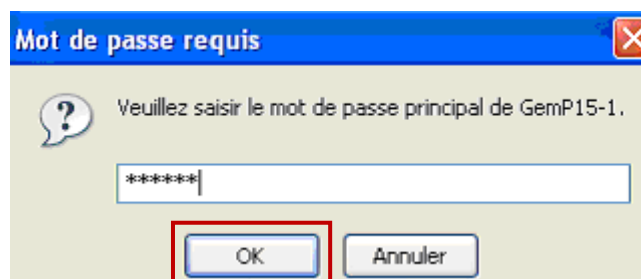 Mot de passe requis
Veuillez saisir le mot de passe principal de GemP15-1.
******
OK Annuler